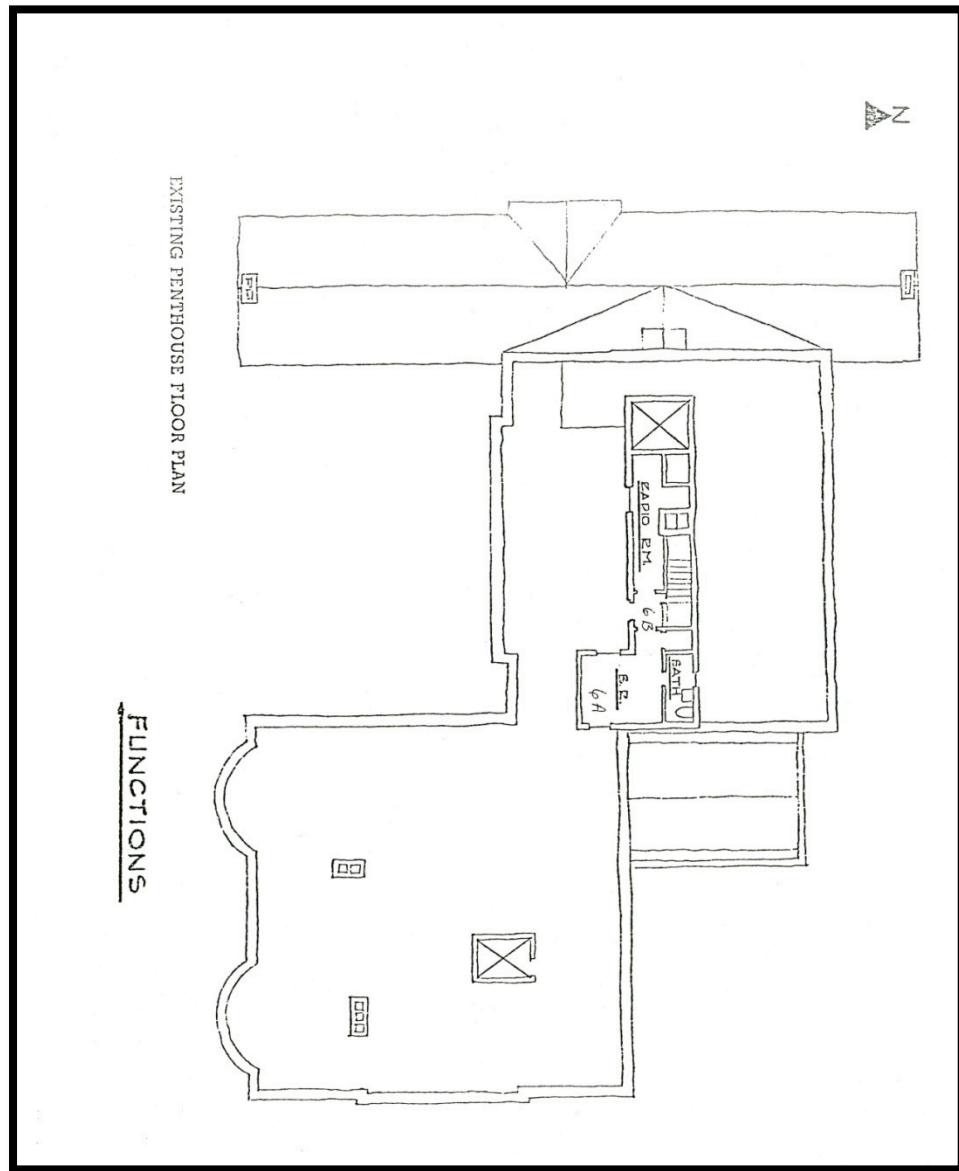 N
EXISTING PENTHOUSE FLOOR PLAN
RADIO RM.
6B
BATH
B.R.
6A
FUNCTIONS